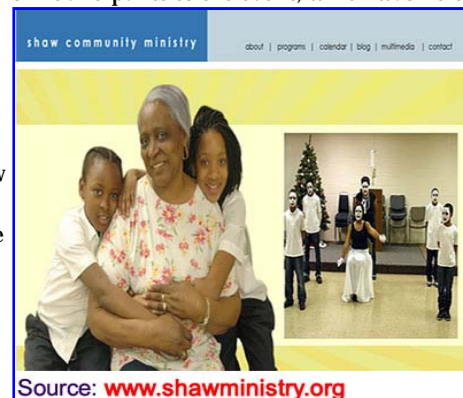 shaw community ministry
about | programs | calendar | blog | multimedia | contact
Source: www.shawministry.org